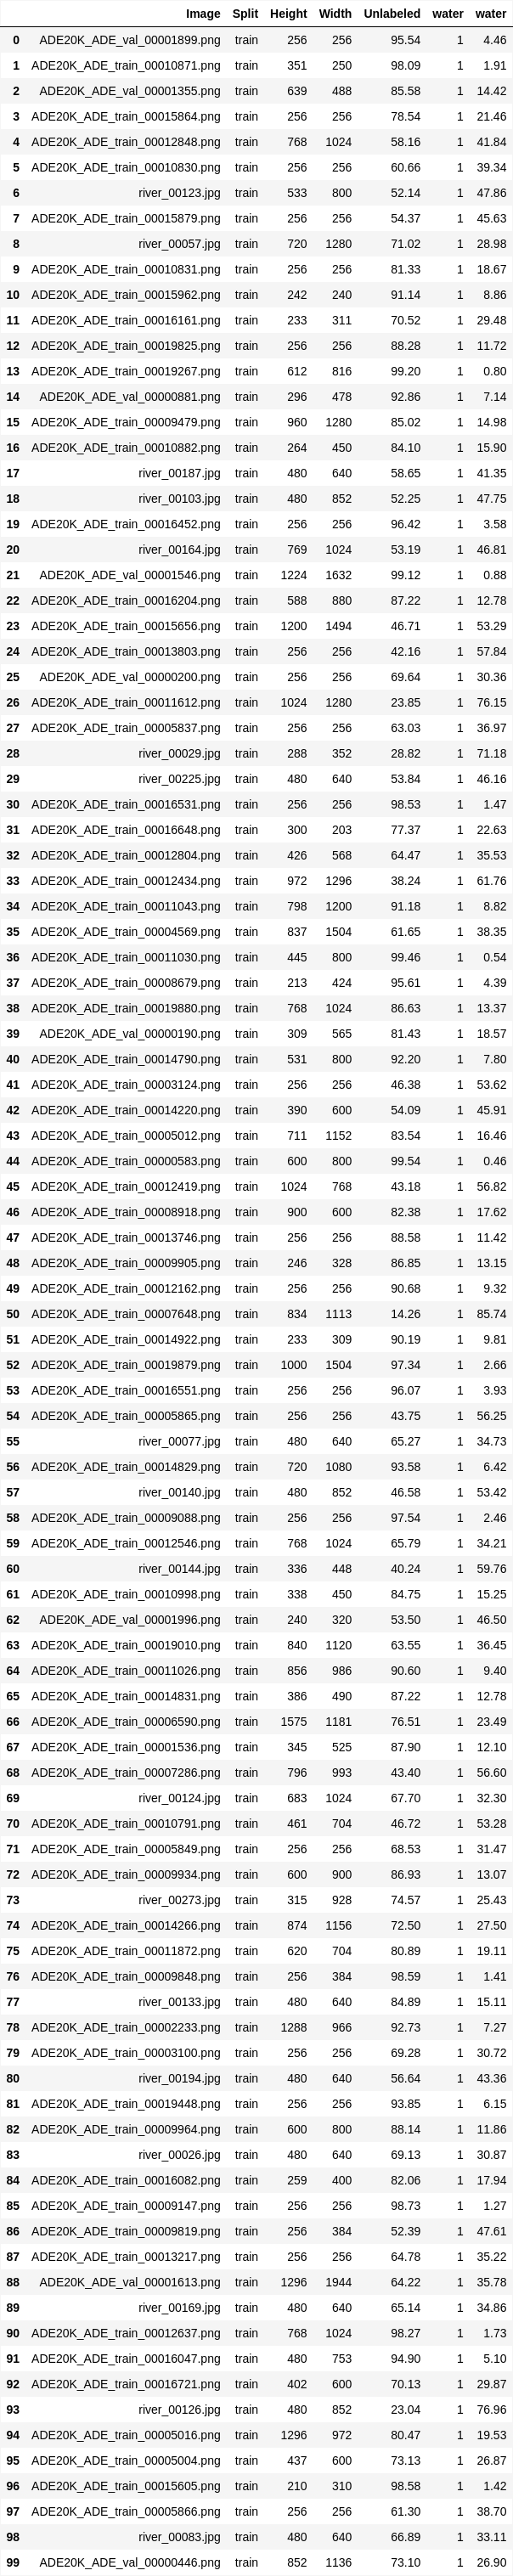 Image Split Height Width Unlabeled water water
0 ADE20K_ADE_val_00001899.png train 256 256 95.54 1 4.46
1 ADE20K_ADE_train_00010871.png train 351 250 98.09 1 1.91
2 ADE20K_ADE_val_00001355.png train 639 488 85.58 1 14.42
3 ADE20K_ADE_train_00015864.png train 256 256 78.54 1 21.46
4 ADE20K_ADE_train_00012848.png train 768 1024 58.16 1 41.84
5 ADE20K_ADE_train_00010830.png train 256 256 60.66 1 39.34
6 river_00123.jpg train 533 800 52.14 1 47.86
7 ADE20K_ADE_train_00015879.png train 256 256 54.37 1 45.63
8 river_00057.jpg train 720 1280 71.02 1 28.98
9 ADE20K_ADE_train_00010831.png train 256 256 81.33 1 18.67
10 ADE20K_ADE_train_00015962.png train 242 240 91.14 1 8.86
11 ADE20K_ADE_train_00016161.png train 233 311 70.52 1 29.48
12 ADE20K_ADE_train_00019825.png train 256 256 88.28 1 11.72
13 ADE20K_ADE_train_00019267.png train 612 816 99.20 1 0.80
14 ADE20K_ADE_val_00000881.png train 296 478 92.86 1 7.14
15 ADE20K_ADE_train_00009479.png train 960 1280 85.02 1 14.98
16 ADE20K_ADE_train_00010882.png train 264 450 84.10 1 15.90
17 river_00187.jpg train 480 640 58.65 1 41.35
18 river_00103.jpg train 480 852 52.25 1 47.75
19 ADE20K_ADE_train_00016452.png train 256 256 96.42 1 3.58
20 river_00164.jpg train 769 1024 53.19 1 46.81
21 ADE20K_ADE_val_00001546.png train 1224 1632 99.12 1 0.88
22 ADE20K_ADE_train_00016204.png train 588 880 87.22 1 12.78
23 ADE20K_ADE_train_00015656.png train 1200 1494 46.71 1 53.29
24 ADE20K_ADE_train_00013803.png train 256 256 42.16 1 57.84
25 ADE20K_ADE_val_00000200.png train 256 256 69.64 1 30.36
26 ADE20K_ADE_train_00011612.png train 1024 1280 23.85 1 76.15
27 ADE20K_ADE_train_00005837.png train 256 256 63.03 1 36.97
28 river_00029.jpg train 288 352 28.82 1 71.18
29 river_00225.jpg train 480 640 53.84 1 46.16
30 ADE20K_ADE_train_00016531.png train 256 256 98.53 1 1.47
31 ADE20K_ADE_train_00016648.png train 300 203 77.37 1 22.63
32 ADE20K_ADE_train_00012804.png train 426 568 64.47 1 35.53
33 ADE20K_ADE_train_00012434.png train 972 1296 38.24 1 61.76
34 ADE20K_ADE_train_00011043.png train 798 1200 91.18 1 8.82
35 ADE20K_ADE_train_00004569.png train 837 1504 61.65 1 38.35
36 ADE20K_ADE_train_00011030.png train 445 800 99.46 1 0.54
37 ADE20K_ADE_train_00008679.png train 213 424 95.61 1 4.39
38 ADE20K_ADE_train_00019880.png train 768 1024 86.63 1 13.37
39 ADE20K_ADE_val_00000190.png train 309 565 81.43 1 18.57
40 ADE20K_ADE_train_00014790.png train 531 800 92.20 1 7.80
41 ADE20K_ADE_train_00003124.png train 256 256 46.38 1 53.62
42 ADE20K_ADE_train_00014220.png train 390 600 54.09 1 45.91
43 ADE20K_ADE_train_00005012.png train 711 1152 83.54 1 16.46
44 ADE20K_ADE_train_00000583.png train 600 800 99.54 1 0.46
45 ADE20K_ADE_train_00012419.png train 1024 768 43.18 1 56.82
46 ADE20K_ADE_train_00008918.png train 900 600 82.38 1 17.62
47 ADE20K_ADE_train_00013746.png train 256 256 88.58 1 11.42
48 ADE20K_ADE_train_00009905.png train 246 328 86.85 1 13.15
49 ADE20K_ADE_train_00012162.png train 256 256 90.68 1 9.32
50 ADE20K_ADE_train_00007648.png train 834 1113 14.26 1 85.74
51 ADE20K_ADE_train_00014922.png train 233 309 90.19 1 9.81
52 ADE20K_ADE_train_00019879.png train 1000 1504 97.34 1 2.66
53 ADE20K_ADE_train_00016551.png train 256 256 96.07 1 3.93
54 ADE20K_ADE_train_00005865.png train 256 256 43.75 1 56.25
55 river_00077.jpg train 480 640 65.27 1 34.73
56 ADE20K_ADE_train_00014829.png train 720 1080 93.58 1 6.42
57 river_00140.jpg train 480 852 46.58 1 53.42
58 ADE20K_ADE_train_00009088.png train 256 256 97.54 1 2.46
59 ADE20K_ADE_train_00012546.png train 768 1024 65.79 1 34.21
60 river_00144.jpg train 336 448 40.24 1 59.76
61 ADE20K_ADE_train_00010998.png train 338 450 84.75 1 15.25
62 ADE20K_ADE_val_00001996.png train 240 320 53.50 1 46.50
63 ADE20K_ADE_train_00019010.png train 840 1120 63.55 1 36.45
64 ADE20K_ADE_train_00011026.png train 856 986 90.60 1 9.40
65 ADE20K_ADE_train_00014831.png train 386 490 87.22 1 12.78
66 ADE20K_ADE_train_00006590.png train 1575 1181 76.51 1 23.49
67 ADE20K_ADE_train_00001536.png train 345 525 87.90 1 12.10
68 ADE20K_ADE_train_00007286.png train 796 993 43.40 1 56.60
69 river_00124.jpg train 683 1024 67.70 1 32.30
70 ADE20K_ADE_train_00010791.png train 461 704 46.72 1 53.28
71 ADE20K_ADE_train_00005849.png train 256 256 68.53 1 31.47
72 ADE20K_ADE_train_00009934.png train 600 900 86.93 1 13.07
73 river_00273.jpg train 315 928 74.57 1 25.43
74 ADE20K_ADE_train_00014266.png train 874 1156 72.50 1 27.50
75 ADE20K_ADE_train_00011872.png train 620 704 80.89 1 19.11
76 ADE20K_ADE_train_00009848.png train 256 384 98.59 1 1.41
77 river_00133.jpg train 480 640 84.89 1 15.11
78 ADE20K_ADE_train_00002233.png train 1288 966 92.73 1 7.27
79 ADE20K_ADE_train_00003100.png train 256 256 69.28 1 30.72
80 river_00194.jpg train 480 640 56.64 1 43.36
81 ADE20K_ADE_train_00019448.png train 256 256 93.85 1 6.15
82 ADE20K_ADE_train_00009964.png train 600 800 88.14 1 11.86
83 river_00026.jpg train 480 640 69.13 1 30.87
84 ADE20K_ADE_train_00016082.png train 259 400 82.06 1 17.94
85 ADE20K_ADE_train_00009147.png train 256 256 98.73 1 1.27
86 ADE20K_ADE_train_00009819.png train 256 384 52.39 1 47.61
87 ADE20K_ADE_train_00013217.png train 256 256 64.78 1 35.22
88 ADE20K_ADE_val_00001613.png train 1296 1944 64.22 1 35.78
89 river_00169.jpg train 480 640 65.14 1 34.86
90 ADE20K_ADE_train_00012637.png train 768 1024 98.27 1 1.73
91 ADE20K_ADE_train_00016047.png train 480 753 94.90 1 5.10
92 ADE20K_ADE_train_00016721.png train 402 600 70.13 1 29.87
93 river_00126.jpg train 480 852 23.04 1 76.96
94 ADE20K_ADE_train_00005016.png train 1296 972 80.47 1 19.53
95 ADE20K_ADE_train_00005004.png train 437 600 73.13 1 26.87
96 ADE20K_ADE_train_00015605.png train 210 310 98.58 1 1.42
97 ADE20K_ADE_train_00005866.png train 256 256 61.30 1 38.70
98 river_00083.jpg train 480 640 66.89 1 33.11
99 ADE20K_ADE_val_00000446.png train 852 1136 73.10 1 26.90